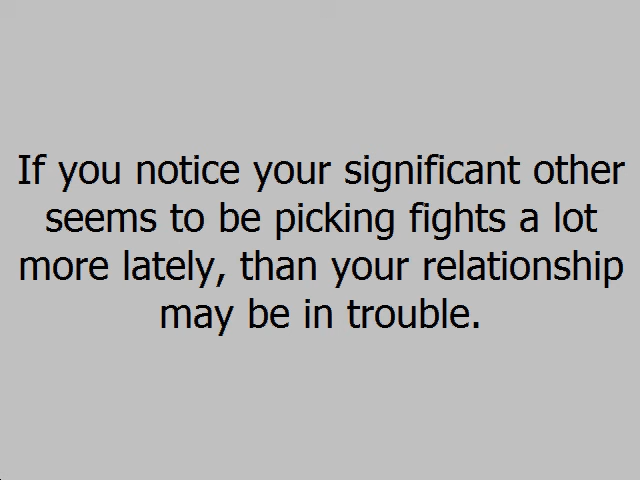 If you notice your significant other
seems to be picking fights a lot
more lately, than your relationship
may be in trouble.